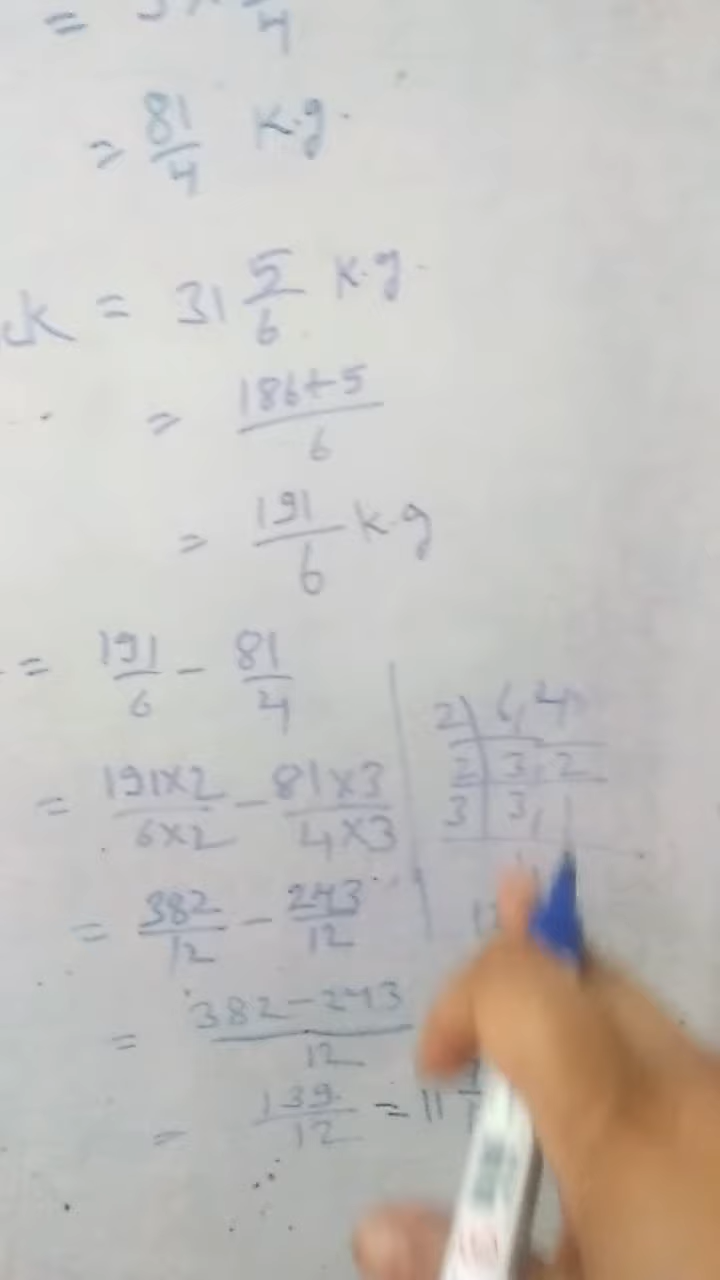 = 
= 81/4 K.g.
= 31 5/6 K.g.
= 186+5/6
= 191/6 K.g
= 191/6 - 81/4
= 191×2/6×2 - 81×3/4×3
= 382/12 - 243/12
= 382-243/12
= 139/12 = 11
2) 6, 4
2 3, 2
3 3, 1